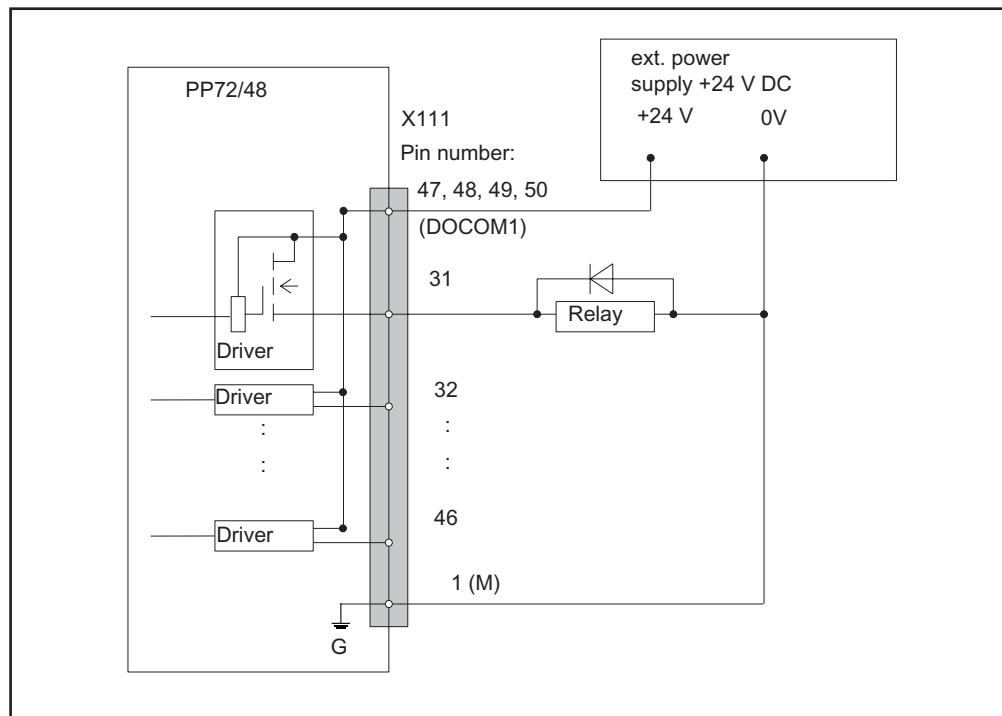 ext. power
supply +24 V DC
+24 V 0V
PP72/48
X111
Pin number:
47, 48, 49, 50
(DOCOM1)
31
Relay
Driver
Driver
32
:
:
:
:
46
Driver
1 (M)
G